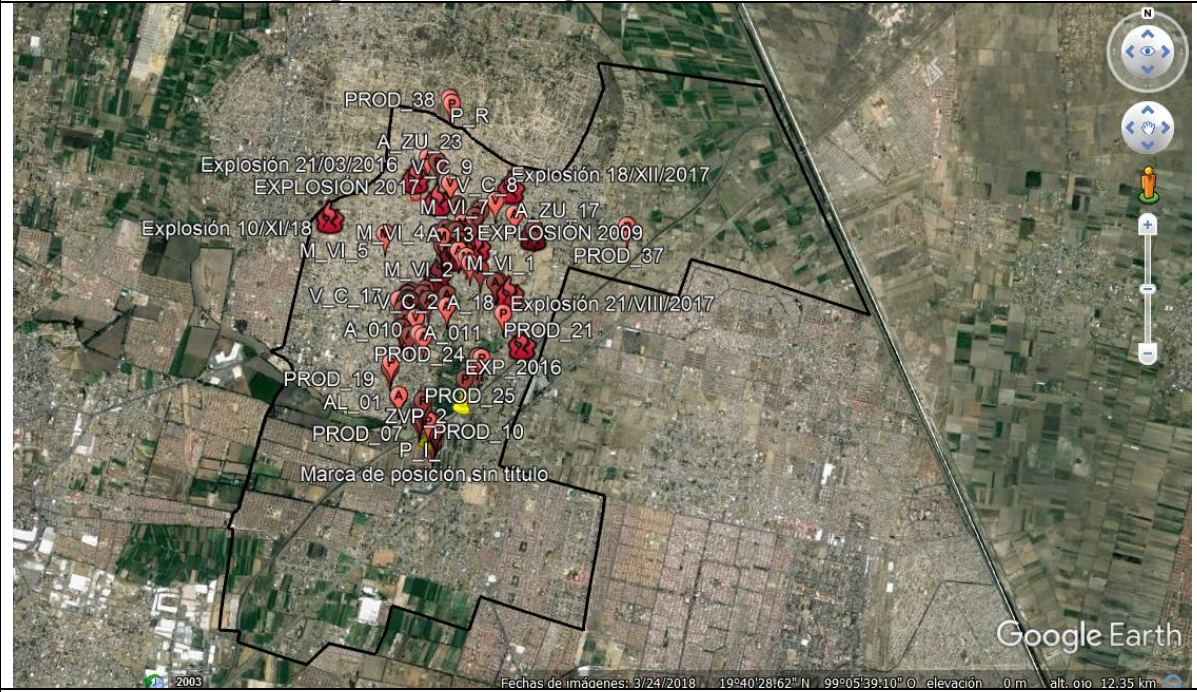 N
PROD_38
P_R
A_ZU_23
Explosión 21/03/2016
V_C_9
Explosión 18/XII/2017
EXPLOSIÓN 2017
V_C_8
M_VI_7
A_ZU_17
Explosión 10/XI/18
M_VI_4
A_13
EXPLOSIÓN 2009
M_VI_5
PROD_37
M_VI_2
M_VI_1
V_C_17
V_C_2
A_18
Explosión 21/VIII/2017
A_010
A_011
PROD_21
PROD_24
EXP_2016
PROD_19
PROD_25
AL_01
ZVP_2
PROD_07
PROD_10
P_I_
Marca de posición sin título
Google Earth
2003
Fechas de imágenes: 3/24/2018 19°40'28.62" N 99°05'39.10" O elevación 0 m alt. ojo 12.35 km